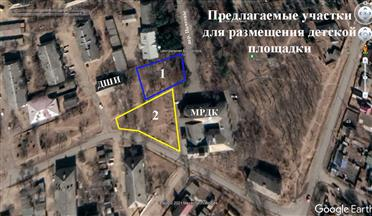 Предлагаемые участки
для размещения детской
площадки
1
ДШИ
МРДК
2
Google Earth